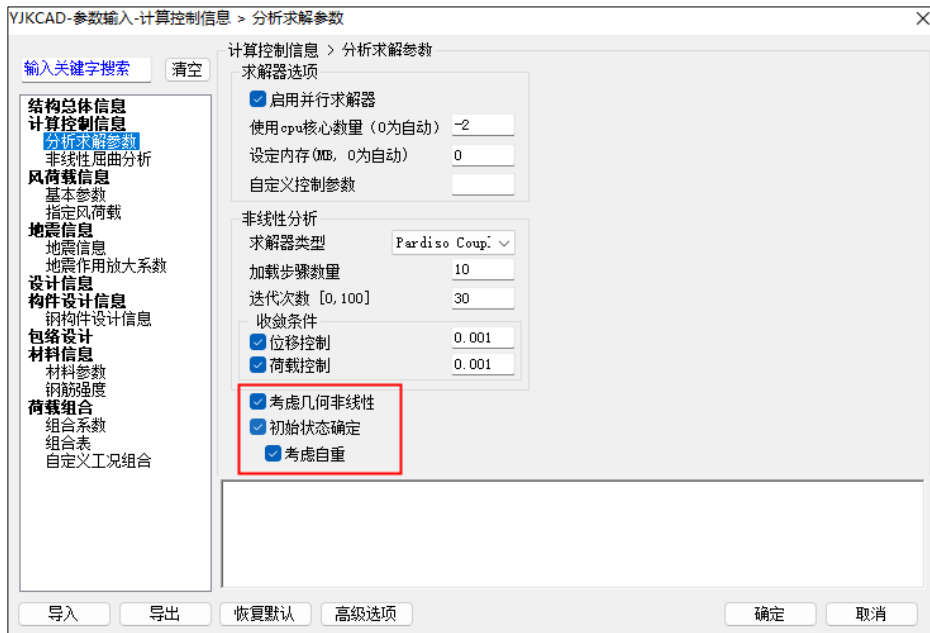 YJKCAD-参数输入-计算控制信息 > 分析求解参数
输入关键字搜索
清空
结构总体信息
计算控制信息
分析求解参数
非线性屈曲分析
风荷载信息
基本参数
指定风荷载
地震信息
地震信息
地震作用放大系数
设计信息
构件设计信息
钢构件设计信息
包络设计
材料信息
材料参数
钢筋强度
荷载组合
组合系数
组合表
自定义工况组合
计算控制信息 > 分析求解参数
求解器选项
启用并行求解器
使用cpu核心数量（0为自动） -2
设定内存(MB, 0为自动) 0
自定义控制参数
非线性分析
求解器类型 Pardiso Coup.
加载步骤数量 10
迭代次数 [0,100] 30
收敛条件
位移控制 0.001
荷载控制 0.001
考虑几何非线性
初始状态确定
考虑自重
导入
导出
恢复默认
高级选项
确定
取消